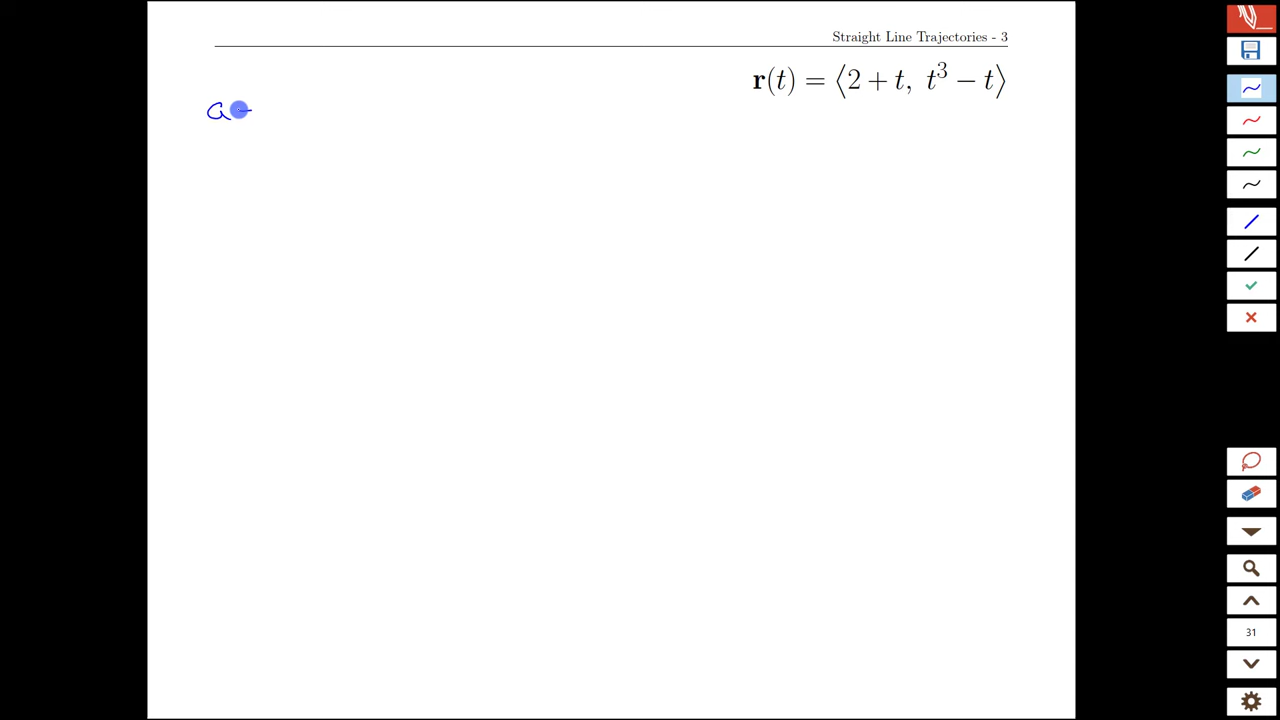 Straight Line Trajectories - 3
r(t) = ⟨2 + t, t³ − t⟩
a
31